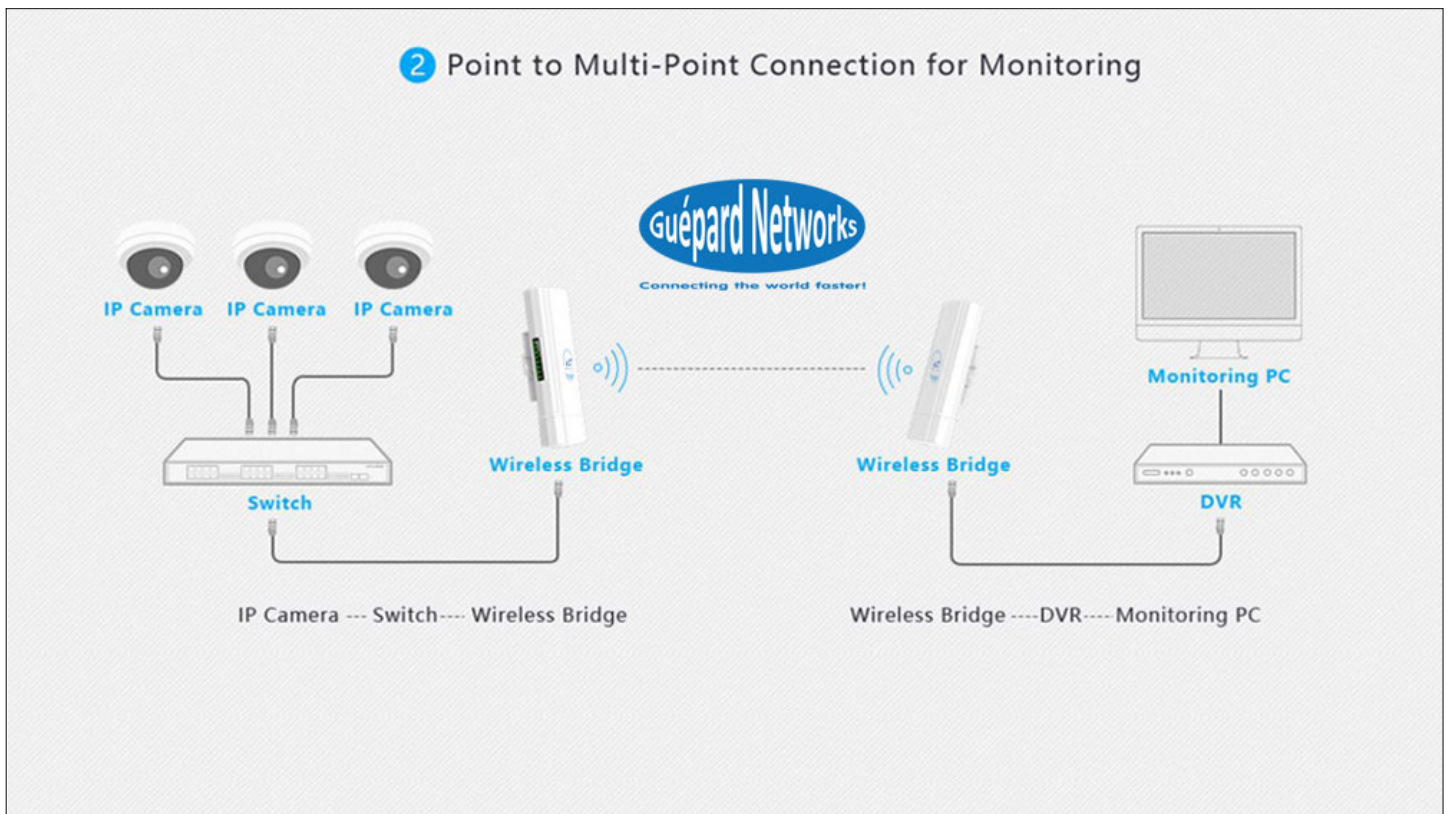 2 Point to Multi-Point Connection for Monitoring
Guépard Networks
Connecting the world faster!
IP Camera IP Camera IP Camera
Monitoring PC
Wireless Bridge
Wireless Bridge
Switch
DVR
IP Camera --- Switch---- Wireless Bridge
Wireless Bridge ----DVR---- Monitoring PC